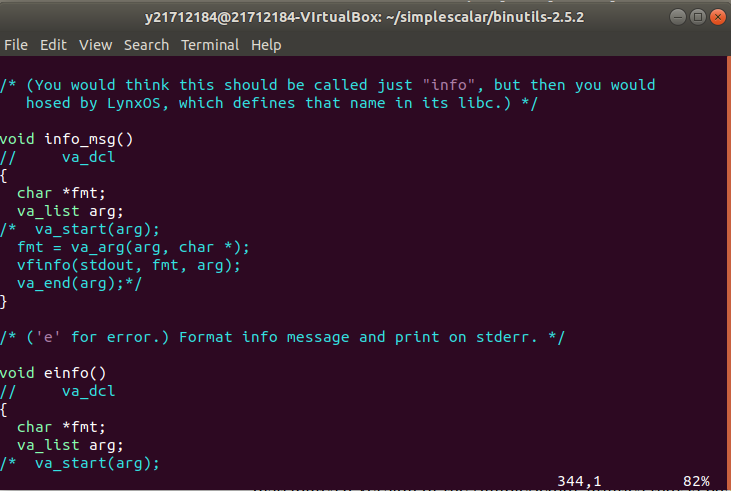 y21712184@21712184-VIrtualBox: ~/simplescalar/binutils-2.5.2
File Edit View Search Terminal Help
/* (You would think this should be called just "info", but then you would
   hosed by LynxOS, which defines that name in its libc.) */
void info_msg()
//     va_dcl
{
  char *fmt;
  va_list arg;
/*  va_start(arg);
  fmt = va_arg(arg, char *);
  vfinfo(stdout, fmt, arg);
  va_end(arg);*/
}
/* ('e' for error.) Format info message and print on stderr. */
void einfo()
//     va_dcl
{
  char *fmt;
  va_list arg;
/*  va_start(arg);
344,1 82%